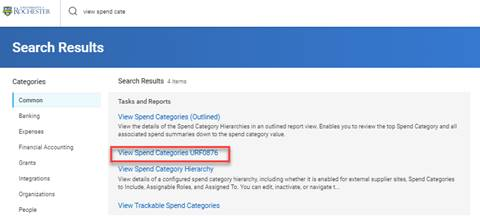 UNIVERSITY of
ROCHESTER
view spend cate
Search Results
Categories
Common
Banking
Expenses
Financial Accounting
Grants
Integrations
Organizations
People
Search Results 4 items
Tasks and Reports
View Spend Categories (Outlined)
View the details of the Spend Category Hierarchies in an outlined report view. Enables you to review the top Spend Category and all
associated spend summaries down to the spend category value.
View Spend Categories URF0876
View Spend Category Hierarchy
View details of a configured spend category hierarchy, including whether it is enabled for external supplier sites, Spend Categories
to Include, Assignable Roles, and Assigned To. You can edit, inactivate, or navigate t...
View Trackable Spend Categories